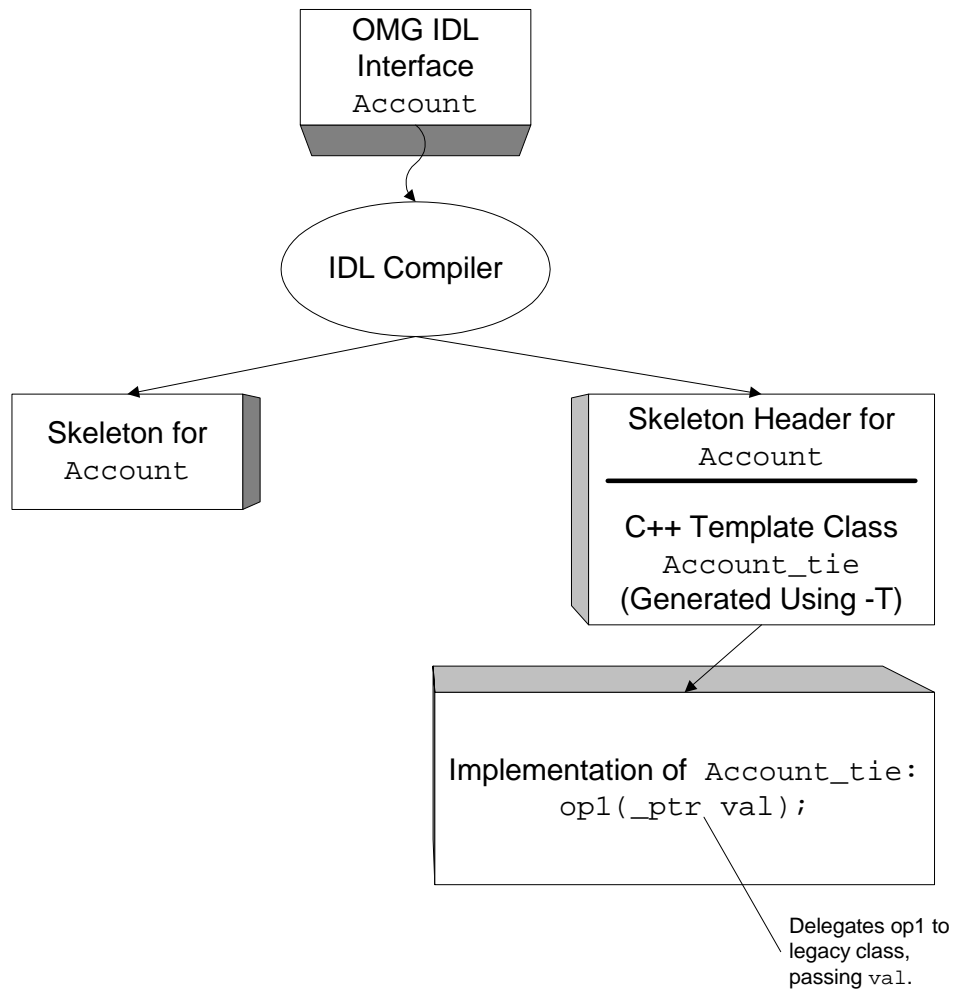 OMG IDL
Interface
Account
IDL Compiler
Skeleton for
Account
Skeleton Header for
Account
C++ Template Class
Account_tie
(Generated Using -T)
Implementation of Account_tie:
op1(_ptr val);
Delegates op1 to
legacy class,
passing val.